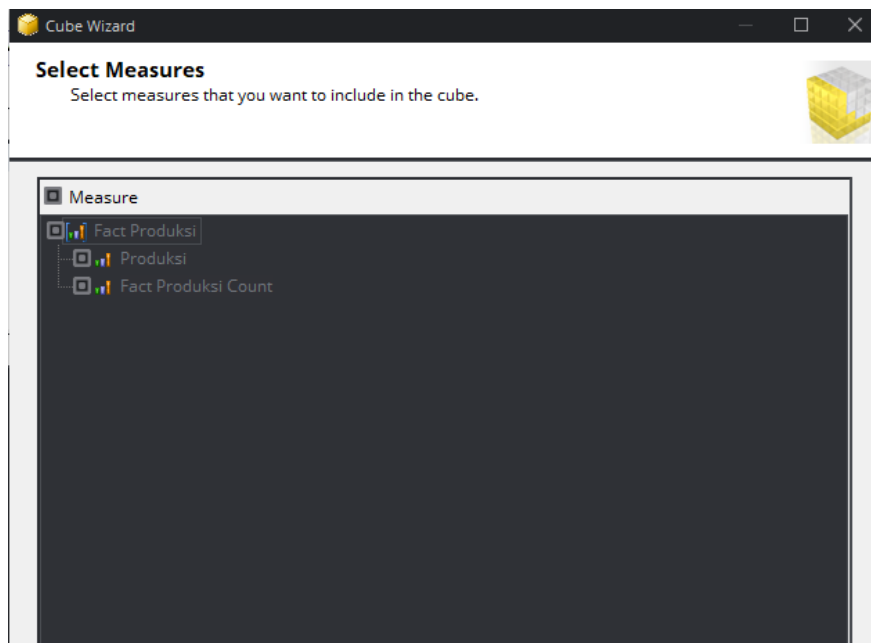 Cube Wizard
Select Measures
Select measures that you want to include in the cube.
Measure
Fact Produksi
Produksi
Fact Produksi Count